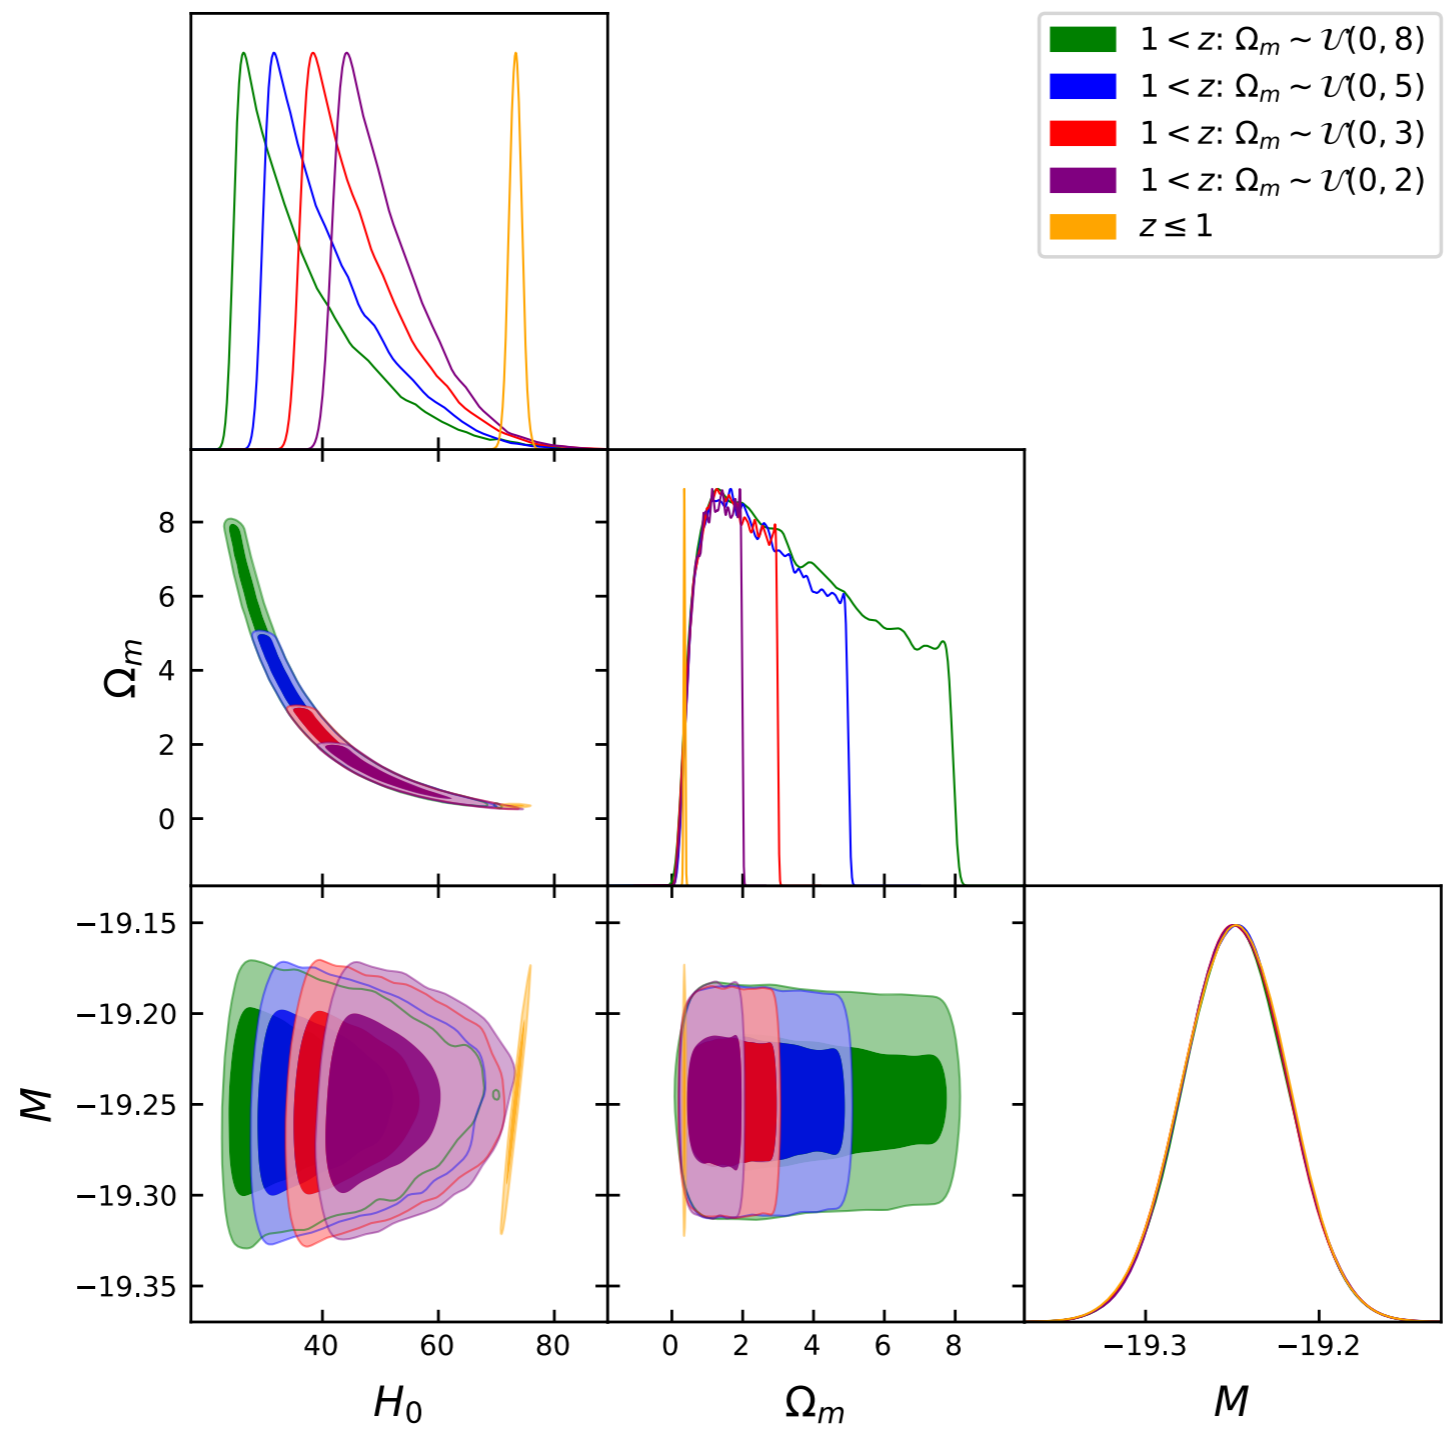 1 < z: Ωₘ ~ 𝒰(0, 8)
1 < z: Ωₘ ~ 𝒰(0, 5)
1 < z: Ωₘ ~ 𝒰(0, 3)
1 < z: Ωₘ ~ 𝒰(0, 2)
z ≤ 1
8
6
4
2
0
Ωₘ
−19.15
−19.20
−19.25
−19.30
−19.35
M
40 60 80
0 2 4 6 8
−19.3 −19.2
H₀
Ωₘ
M